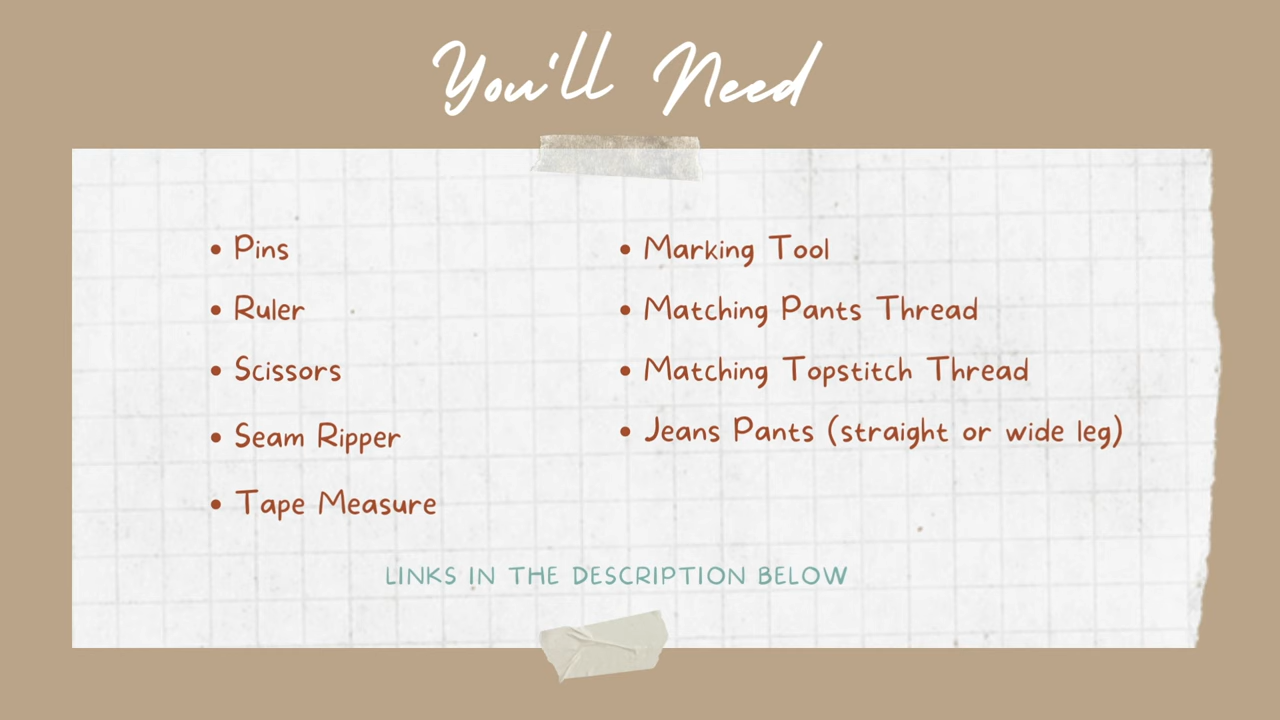 You'll Need
• Pins
• Ruler
• Scissors
• Seam Ripper
• Tape Measure
• Marking Tool
• Matching Pants Thread
• Matching Topstitch Thread
• Jeans Pants (straight or wide leg)
LINKS IN THE DESCRIPTION BELOW